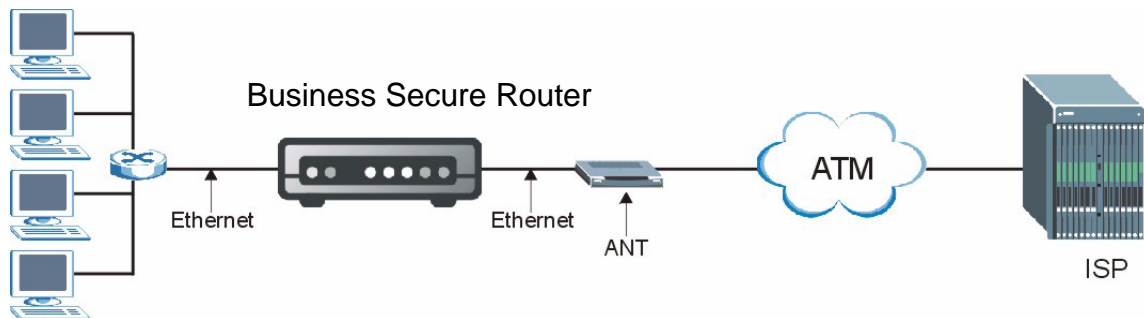 Business Secure Router
ATM
Ethernet
Ethernet
ANT
ISP